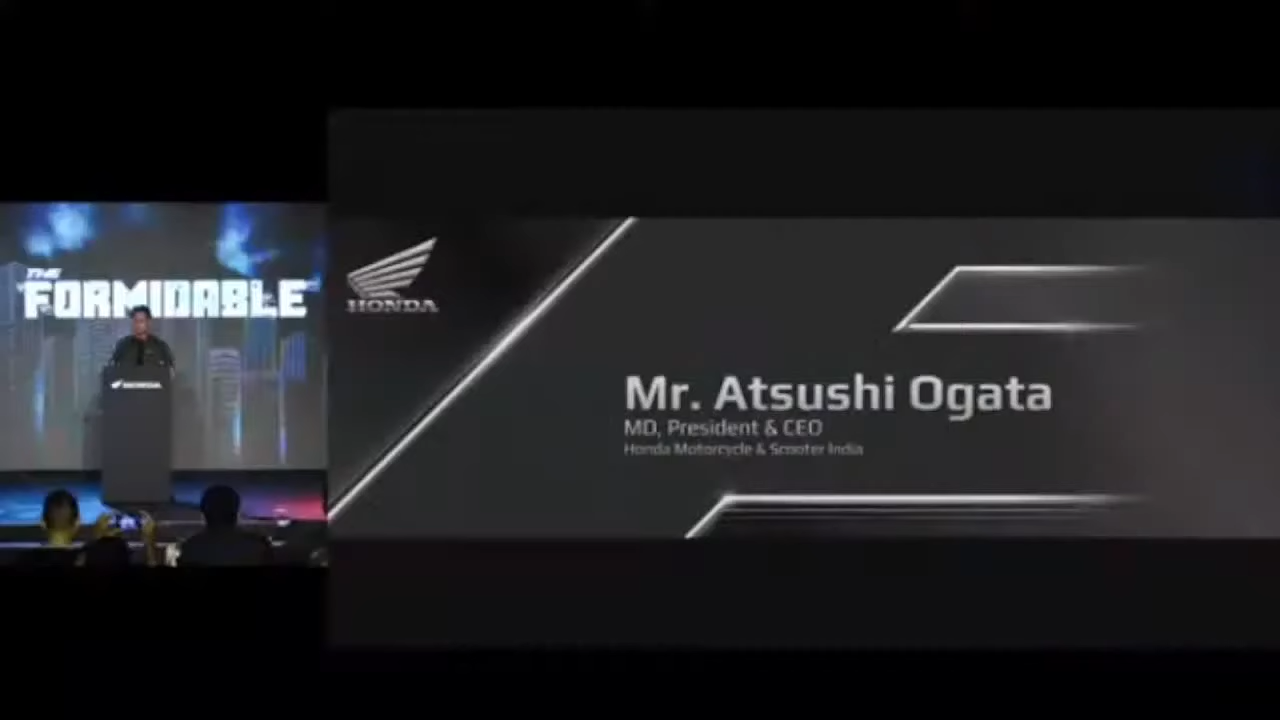 THE
FORMIDABLE
HONDA
HONDA
Mr. Atsushi Ogata
MD, President & CEO
Honda Motorcycle & Scooter India